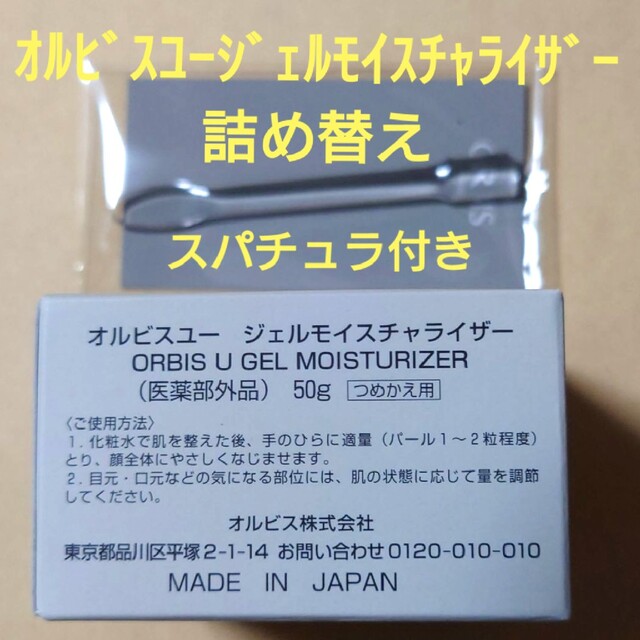 ｵﾙﾋﾞｽﾕｰｼﾞｪﾙﾓｲｽﾁｬﾗｲｻﾞｰ
詰め替え
ORBIS
スパチュラ付き
オルビスユー　ジェルモイスチャライザー
ORBIS U GEL MOISTURIZER
（医薬部外品）　50g つめかえ用
〈ご使用方法〉
1．化粧水で肌を整えた後、手のひらに適量（パール1～2粒程度）
とり、顔全体にやさしくなじませます。
2．目元・口元などの気になる部位には、肌の状態に応じて量を調節
してください。
オルビス株式会社
東京都品川区平塚2-1-14 お問い合わせ0120-010-010
MADE IN JAPAN